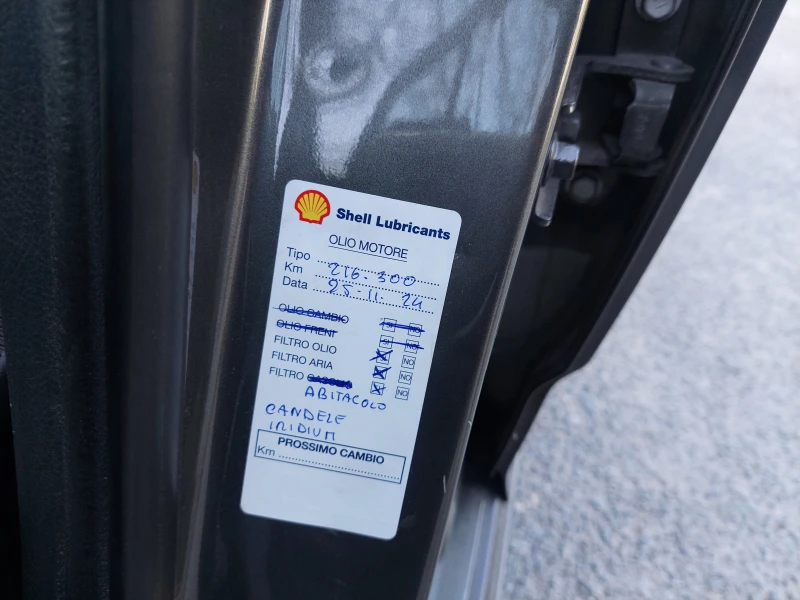 Shell Lubricants
OLIO MOTORE
Tipo
Km 276.300
Data 25.11.24
OLIO CAMBIO SI NO
OLIO FRENI SI NO
FILTRO OLIO SI NO
FILTRO ARIA SI NO
FILTRO GASOLIO SI NO
ABITACOLO
CANDELE
IRIDIUM
PROSSIMO CAMBIO
Km